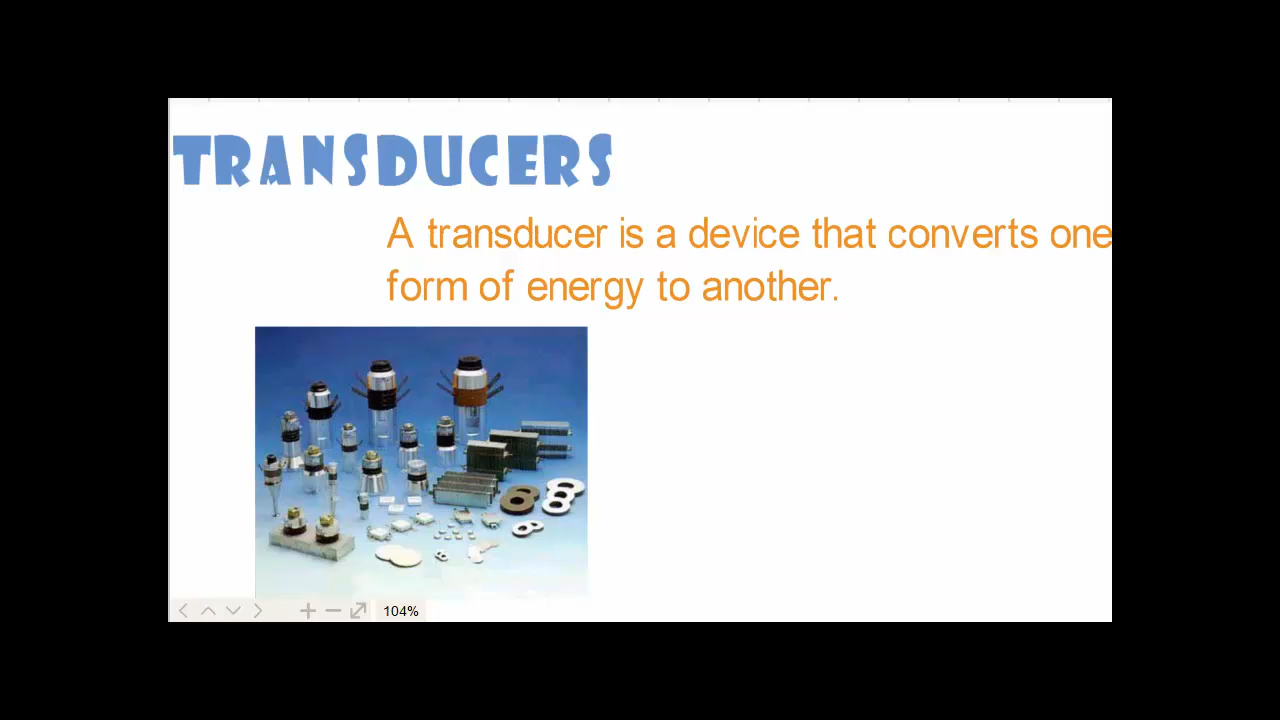 TRANSDUCERS
A transducer is a device that converts one
form of energy to another.
104%